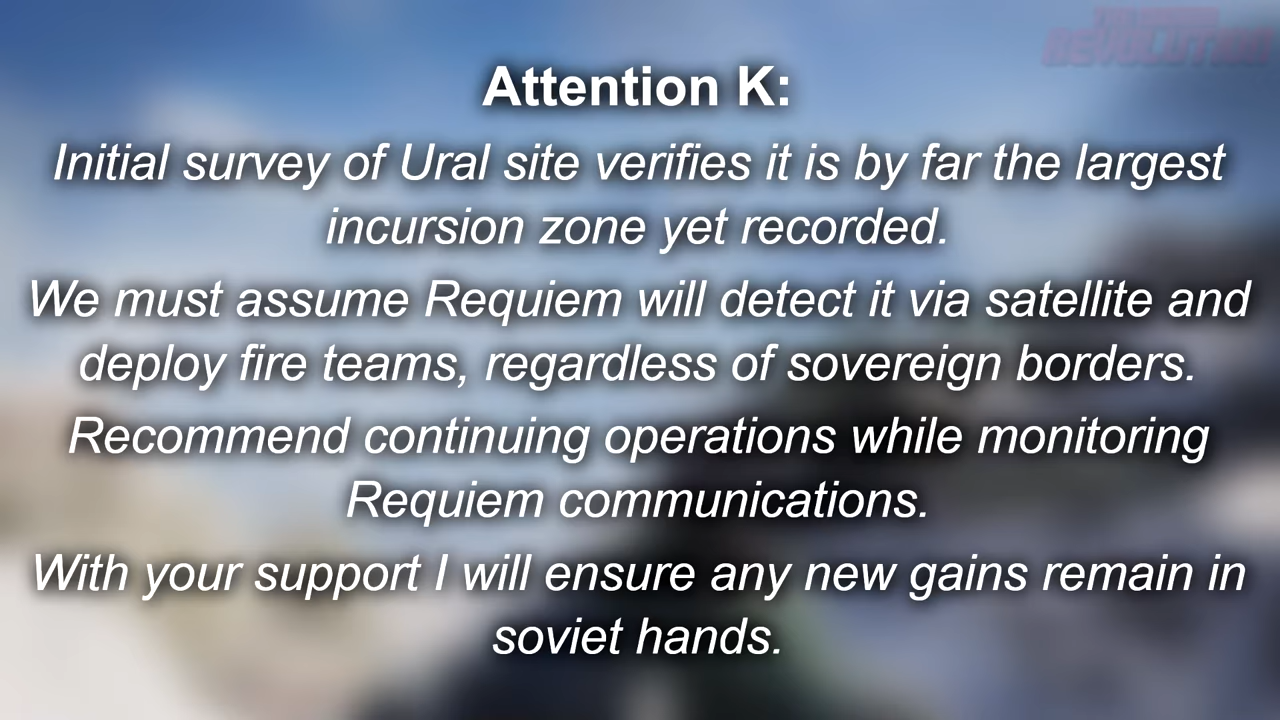 Attention K:
Initial survey of Ural site verifies it is by far the largest
incursion zone yet recorded.
We must assume Requiem will detect it via satellite and
deploy fire teams, regardless of sovereign borders.
Recommend continuing operations while monitoring
Requiem communications.
With your support I will ensure any new gains remain in
soviet hands.
REVOLUTION